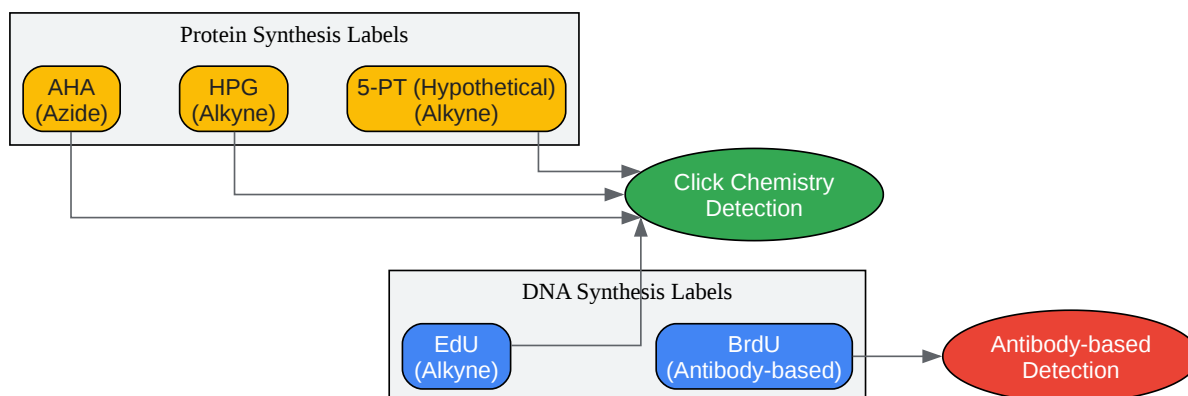 Protein Synthesis Labels
AHA
(Azide)
HPG
(Alkyne)
5-PT (Hypothetical)
(Alkyne)
Click Chemistry
Detection
DNA Synthesis Labels
EdU
(Alkyne)
BrdU
(Antibody-based)
Antibody-based
Detection